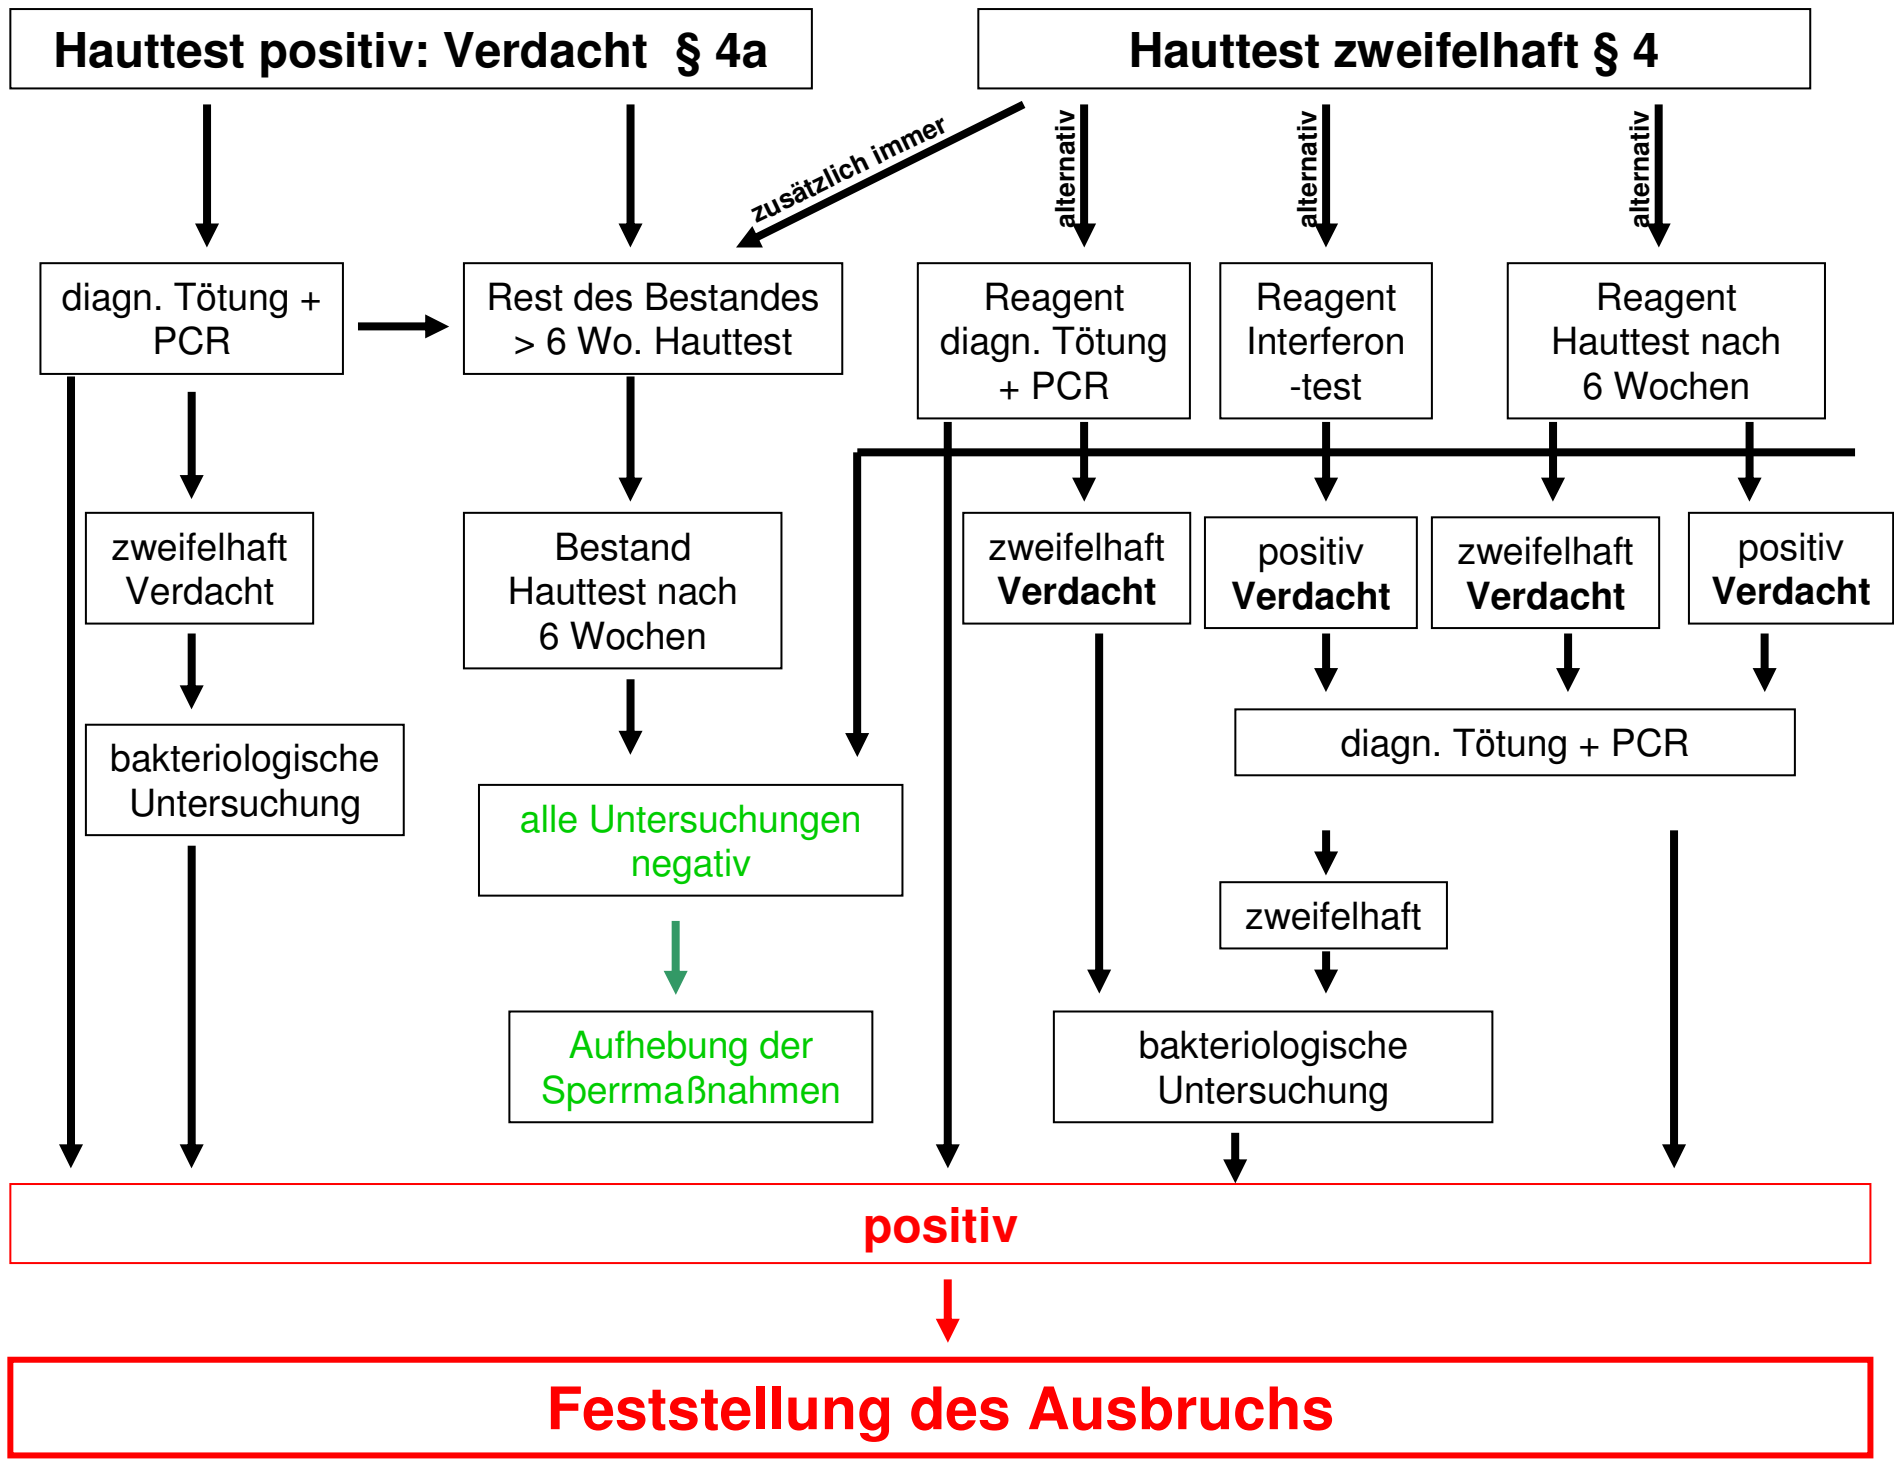 Hauttest positiv: Verdacht § 4a
Hauttest zweifelhaft § 4
zusätzlich immer
alternativ
alternativ
alternativ
diagn. Tötung +
PCR
Rest des Bestandes
> 6 Wo. Hauttest
Reagent
diagn. Tötung
+ PCR
Reagent
Interferon
-test
Reagent
Hauttest nach
6 Wochen
zweifelhaft
Verdacht
Bestand
Hauttest nach
6 Wochen
zweifelhaft
Verdacht
positiv
Verdacht
zweifelhaft
Verdacht
positiv
Verdacht
bakteriologische
Untersuchung
diagn. Tötung + PCR
alle Untersuchungen
negativ
zweifelhaft
Aufhebung der
Sperrmaßnahmen
bakteriologische
Untersuchung
positiv
Feststellung des Ausbruchs